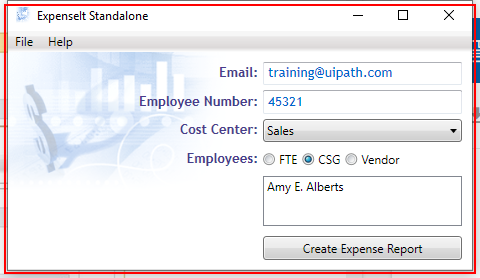 ExpenseIt Standalone
File Help
Email: training@uipath.com
Employee Number: 45321
Cost Center: Sales
Employees: FTE CSG Vendor
Amy E. Alberts
Create Expense Report